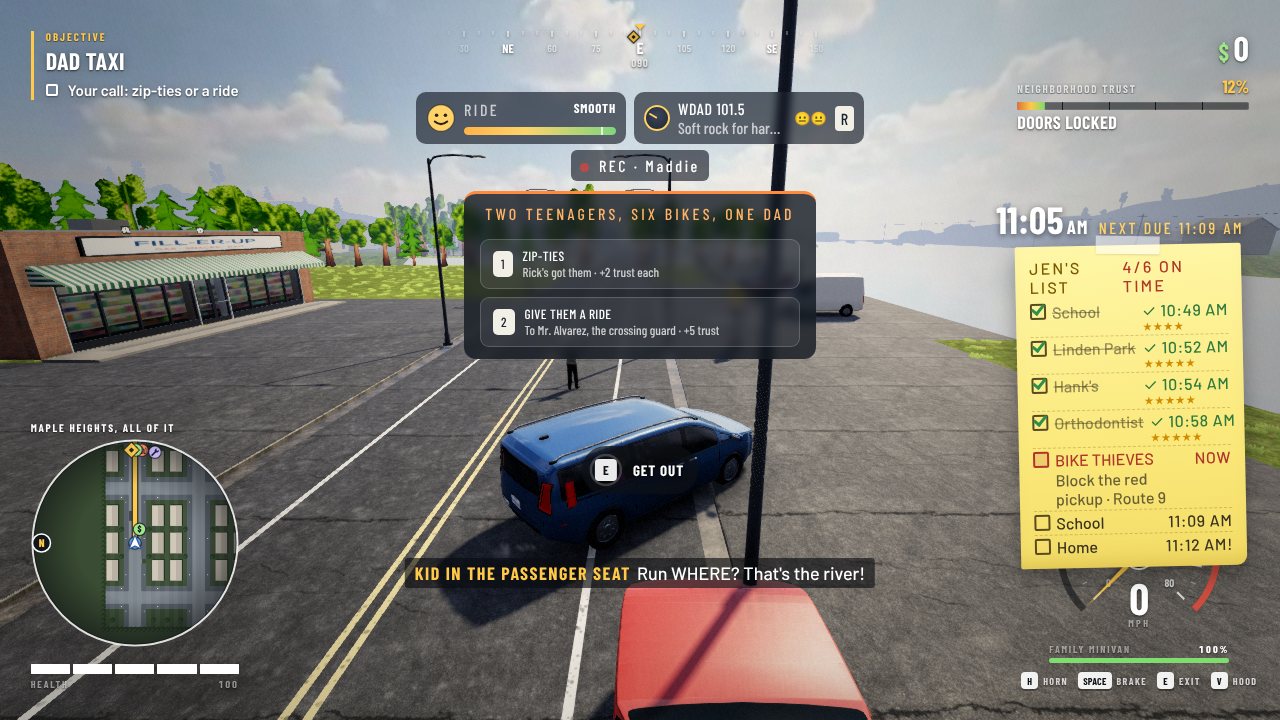 OBJECTIVE
DAD TAXI
Your call: zip-ties or a ride
30 NE 60 75 E 105 120 SE 150
090
RIDE SMOOTH
WDAD 101.5
Soft rock for har...
R
REC · Maddie
$ 0
NEIGHBORHOOD TRUST 12%
DOORS LOCKED
TWO TEENAGERS, SIX BIKES, ONE DAD
1 ZIP-TIES
Rick's got them · +2 trust each
2 GIVE THEM A RIDE
To Mr. Alvarez, the crossing guard · +5 trust
FILL-ER-UP
11:05 AM NEXT DUE 11:09 AM
JEN'S LIST
4/6 ON TIME
School ✓ 10:49 AM
★★★★
Linden Park ✓ 10:52 AM
★★★★★
Hank's ✓ 10:54 AM
★★★★★
Orthodontist ✓ 10:58 AM
★★★★★
BIKE THIEVES NOW
Block the red
pickup · Route 9
School 11:09 AM
Home 11:12 AM!
E GET OUT
KID IN THE PASSENGER SEAT Run WHERE? That's the river!
MAPLE HEIGHTS, ALL OF IT
N
$
HEALTH 100
80
0
MPH
FAMILY MINIVAN 100%
H HORN SPACE BRAKE E EXIT V HOOD